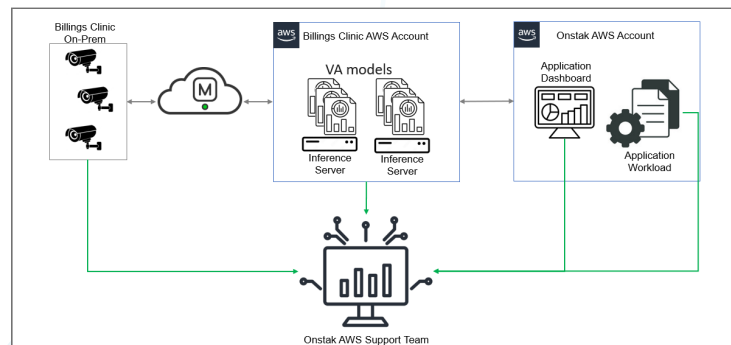 Billings Clinic
On-Prem
M
aws
Billings Clinic AWS Account
VA models
Inference
Server
Inference
Server
aws
Onstak AWS Account
Application
Dashboard
Application
Workload
Onstak AWS Support Team